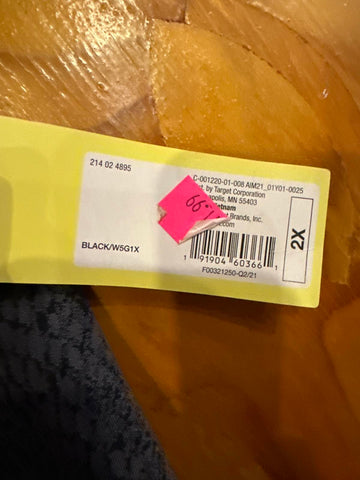 214 02 4895
C-001220-01-008 AIM21_01Y01-0025
by Target Corporation
MN 55403
Brands, Inc.
1.99
BLACK/W5G1X
2X
1 91904 60366 1
F00321250-Q2/21